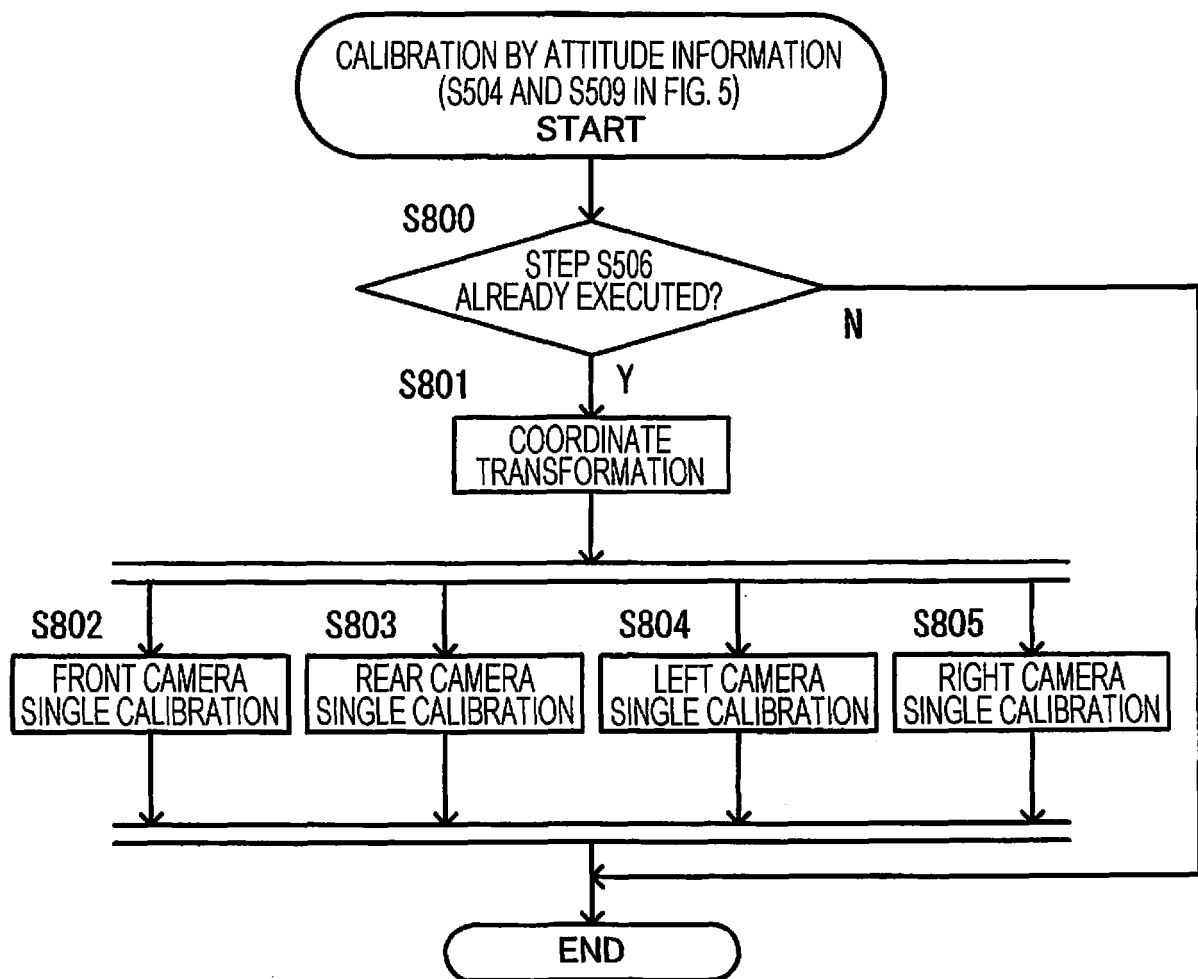 CALIBRATION BY ATTITUDE INFORMATION
(S504 AND S509 IN FIG. 5)
START
S800
STEP S506
ALREADY EXECUTED?
N
Y
S801
COORDINATE
TRANSFORMATION
S802
FRONT CAMERA
SINGLE CALIBRATION
S803
REAR CAMERA
SINGLE CALIBRATION
S804
LEFT CAMERA
SINGLE CALIBRATION
S805
RIGHT CAMERA
SINGLE CALIBRATION
END